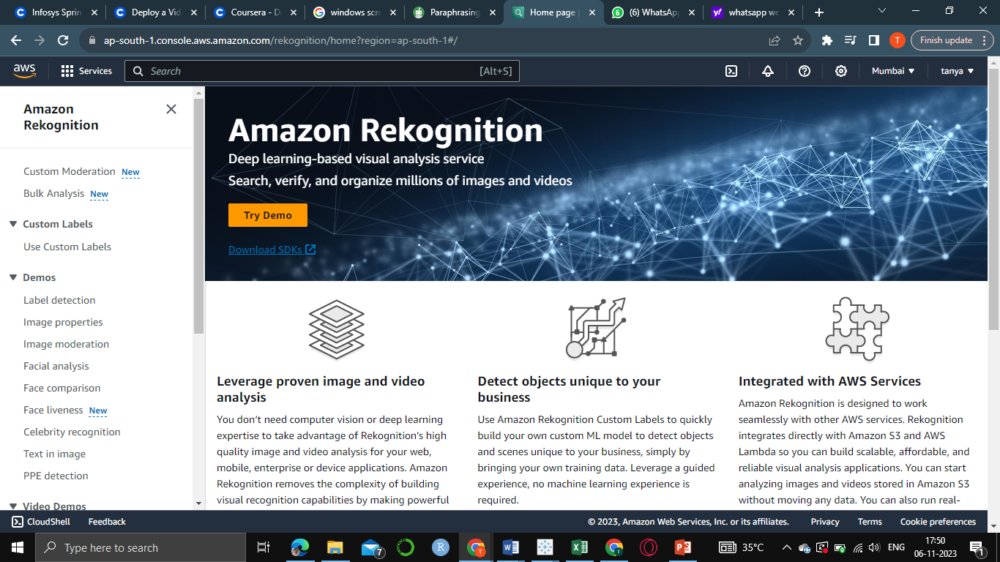 Infosys Sprin
Deploy a Vid
Coursera - D
windows scre
Paraphrasing
Home page |
(6) WhatsApp
whatsapp we
ap-south-1.console.aws.amazon.com/rekognition/home?region=ap-south-1#/
T
Finish update
aws
Services
Search
[Alt+S]
Mumbai
tanya
Amazon
Rekognition
Custom Moderation New
Bulk Analysis New
Custom Labels
Use Custom Labels
Demos
Label detection
Image properties
Image moderation
Facial analysis
Face comparison
Face liveness New
Celebrity recognition
Text in image
PPE detection
Video Demos
Amazon Rekognition
Deep learning-based visual analysis service
Search, verify, and organize millions of images and videos
Try Demo
Download SDKs
Leverage proven image and video
analysis
You don't need computer vision or deep learning
expertise to take advantage of Rekognition's high
quality image and video analysis for your web,
mobile, enterprise or device applications. Amazon
Rekognition removes the complexity of building
visual recognition capabilities by making powerful
Detect objects unique to your
business
Use Amazon Rekognition Custom Labels to quickly
build your own custom ML model to detect objects
and scenes unique to your business, simply by
bringing your own training data. Leverage a guided
experience, no machine learning experience is
required.
Integrated with AWS Services
Amazon Rekognition is designed to work
seamlessly with other AWS services. Rekognition
integrates directly with Amazon S3 and AWS
Lambda so you can build scalable, affordable, and
reliable visual analysis applications. You can start
analyzing images and videos stored in Amazon S3
without moving any data. You can also run real-
CloudShell
Feedback
© 2023, Amazon Web Services, Inc. or its affiliates.
Privacy
Terms
Cookie preferences
Type here to search
7
R
T
W
X
P
35°C
ENG
17:50
06-11-2023
1